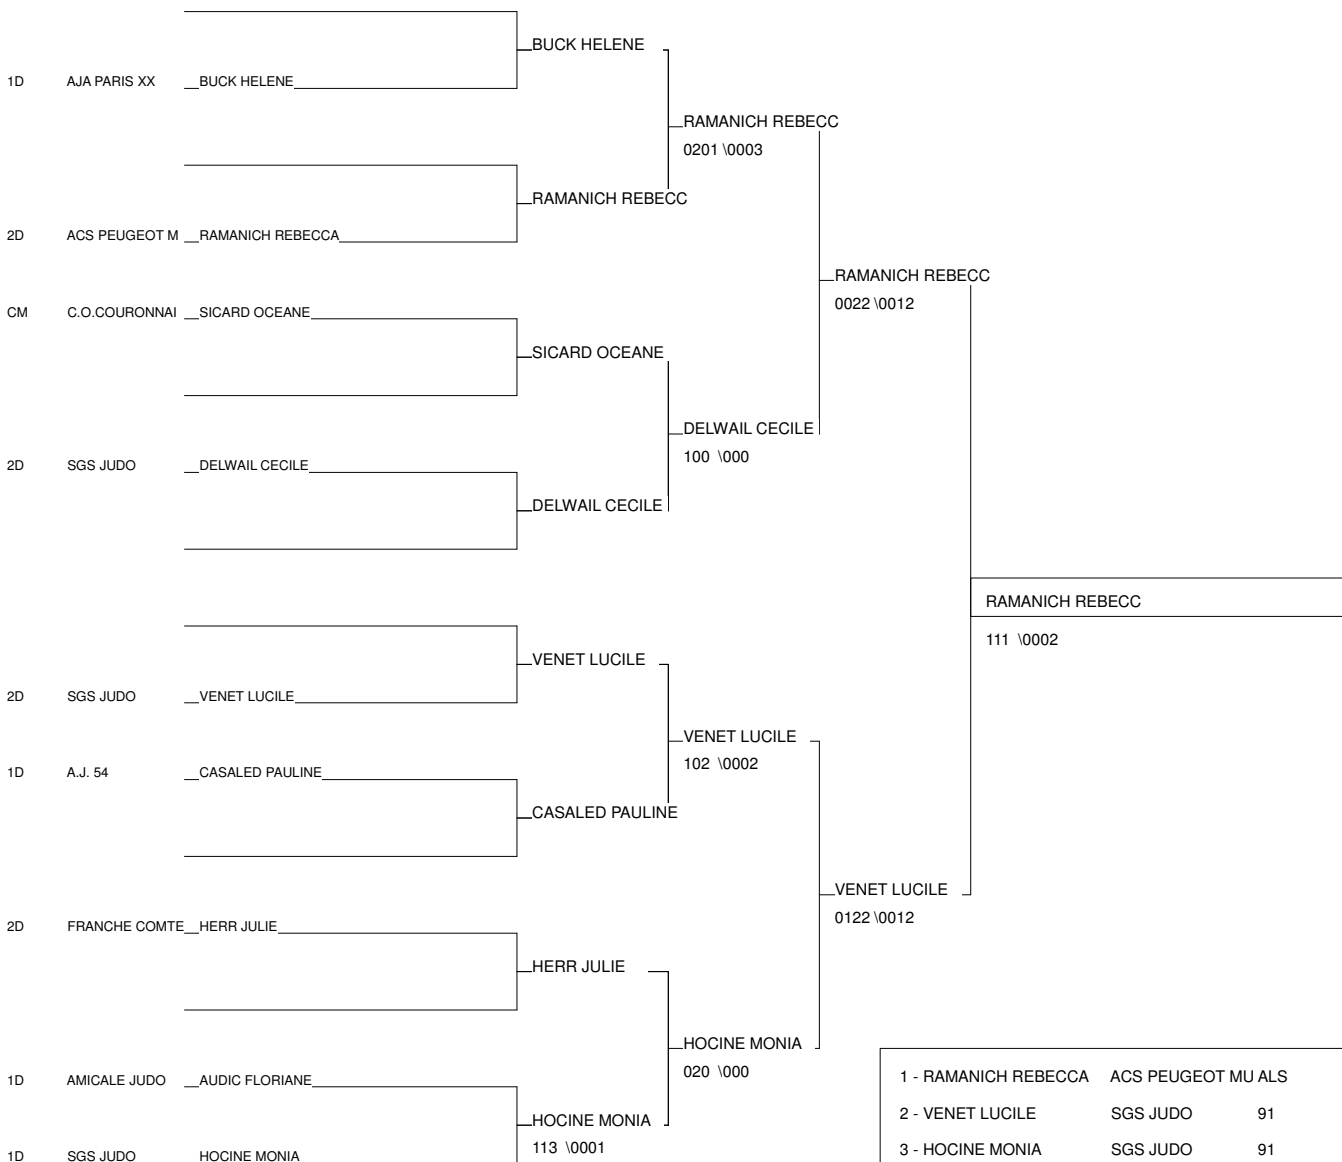 BUCK HELENE
1D AJA PARIS XX BUCK HELENE
RAMANICH REBECC
0201 \0003
RAMANICH REBECC
2D ACS PEUGEOT M RAMANICH REBECCA
RAMANICH REBECC
0022 \0012
CM C.O.COURONNAI SICARD OCEANE
SICARD OCEANE
DELWAIL CECILE
100 \000
2D SGS JUDO DELWAIL CECILE
DELWAIL CECILE
RAMANICH REBECC
111 \0002
VENET LUCILE
2D SGS JUDO VENET LUCILE
VENET LUCILE
102 \0002
1D A.J. 54 CASALED PAULINE
CASALED PAULINE
VENET LUCILE
0122 \0012
2D FRANCHE COMTE HERR JULIE
HERR JULIE
HOCINE MONIA
020 \000
1D AMICALE JUDO AUDIC FLORIANE
HOCINE MONIA
113 \0001
1D SGS JUDO HOCINE MONIA
1 - RAMANICH REBECCA ACS PEUGEOT MU ALS
2 - VENET LUCILE SGS JUDO 91
3 - HOCINE MONIA SGS JUDO 91